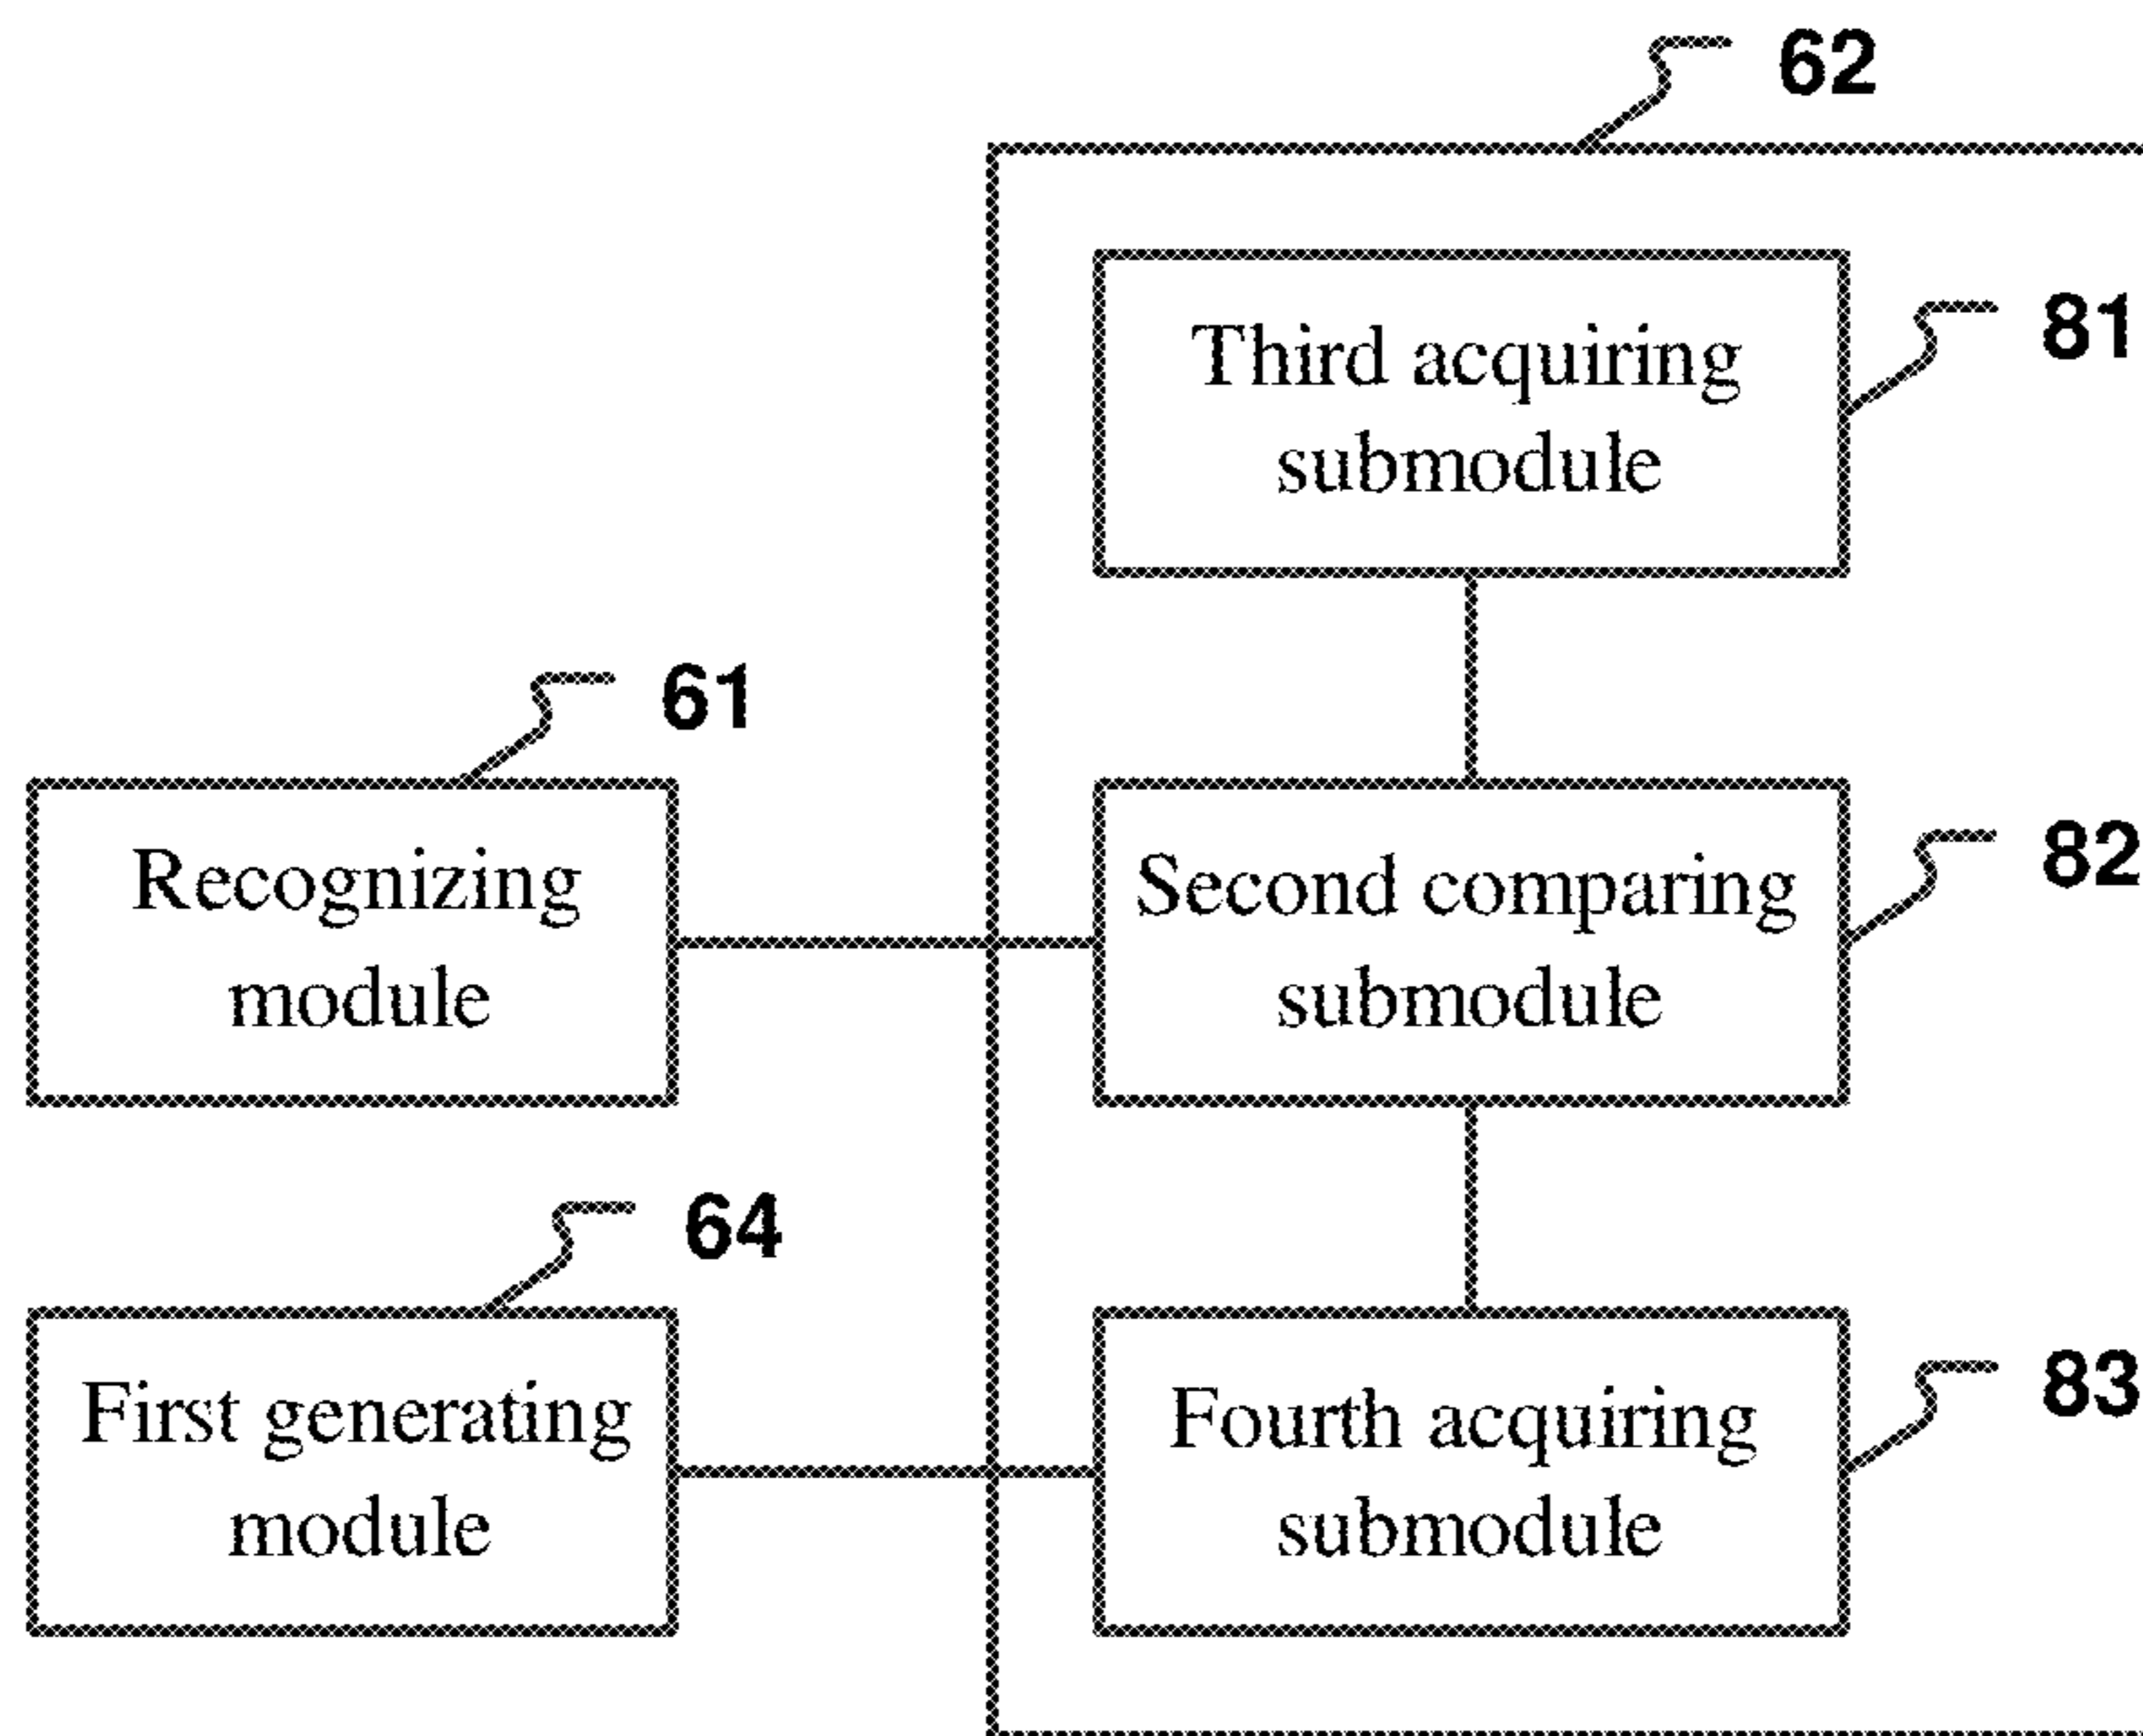 62
Third acquiring
submodule
81
61
Recognizing
module
Second comparing
submodule
82
64
First generating
module
Fourth acquiring
submodule
83